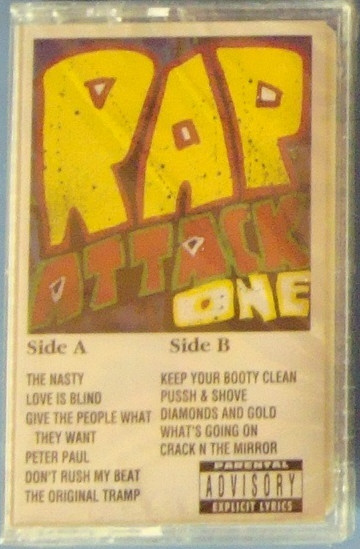 RAP
ATTACK
ONE
Side A
THE NASTY
LOVE IS BLIND
GIVE THE PEOPLE WHAT
THEY WANT
PETER PAUL
DON'T RUSH MY BEAT
THE ORIGINAL TRAMP
Side B
KEEP YOUR BOOTY CLEAN
PUSSH & SHOVE
DIAMONDS AND GOLD
WHAT'S GOING ON
CRACK N THE MIRROR
PARENTAL
ADVISORY
EXPLICIT LYRICS